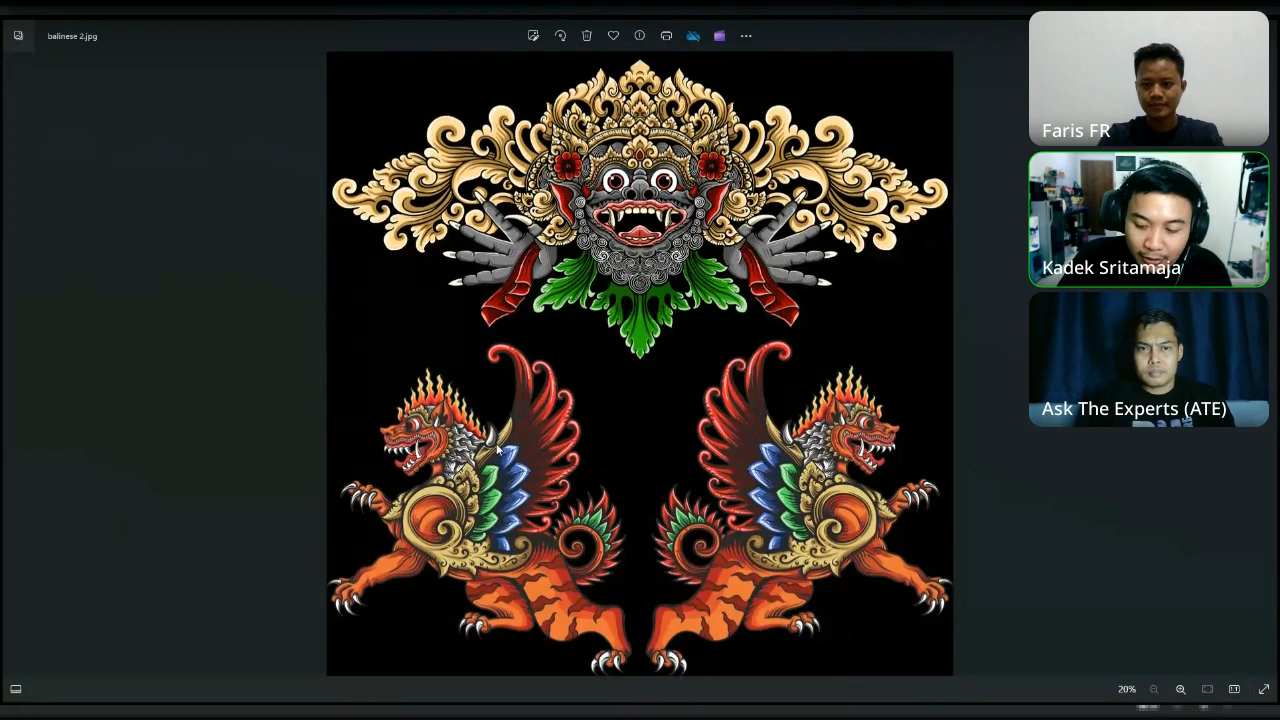 balinese 2.jpg
Faris FR
Kadek Sritamaja
Ask The Experts (ATE)
20%